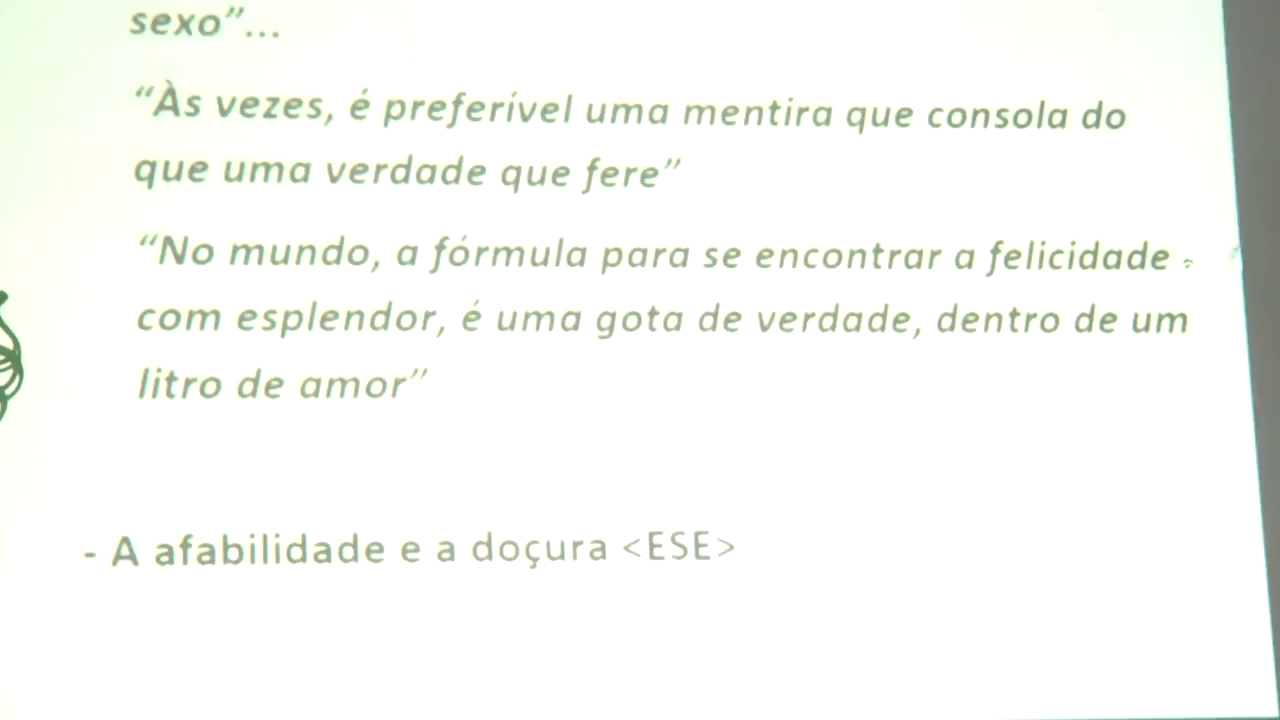 sexo”...
“Às vezes, é preferível uma mentira que consola do
que uma verdade que fere”
“No mundo, a fórmula para se encontrar a felicidade
com esplendor, é uma gota de verdade, dentro de um
litro de amor”
- A afabilidade e a doçura <ESE>